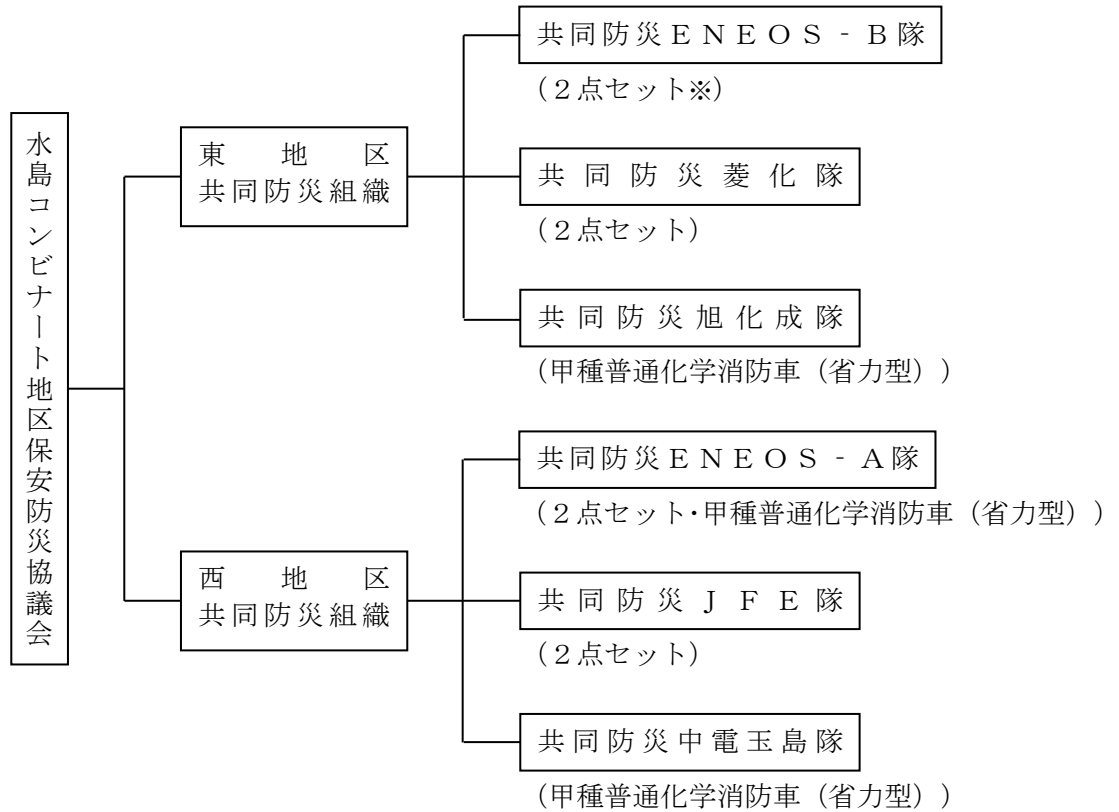 水島コンビナート地区保安防災協議会
東地区
共同防災組織
共同防災ＥＮＥＯＳ‐Ｂ隊
（２点セット※）
共同防災菱化隊
（２点セット）
共同防災旭化成隊
（甲種普通化学消防車（省力型））
西地区
共同防災組織
共同防災ＥＮＥＯＳ‐Ａ隊
（２点セット・甲種普通化学消防車（省力型））
共同防災ＪＦＥ隊
（２点セット）
共同防災中電玉島隊
（甲種普通化学消防車（省力型））